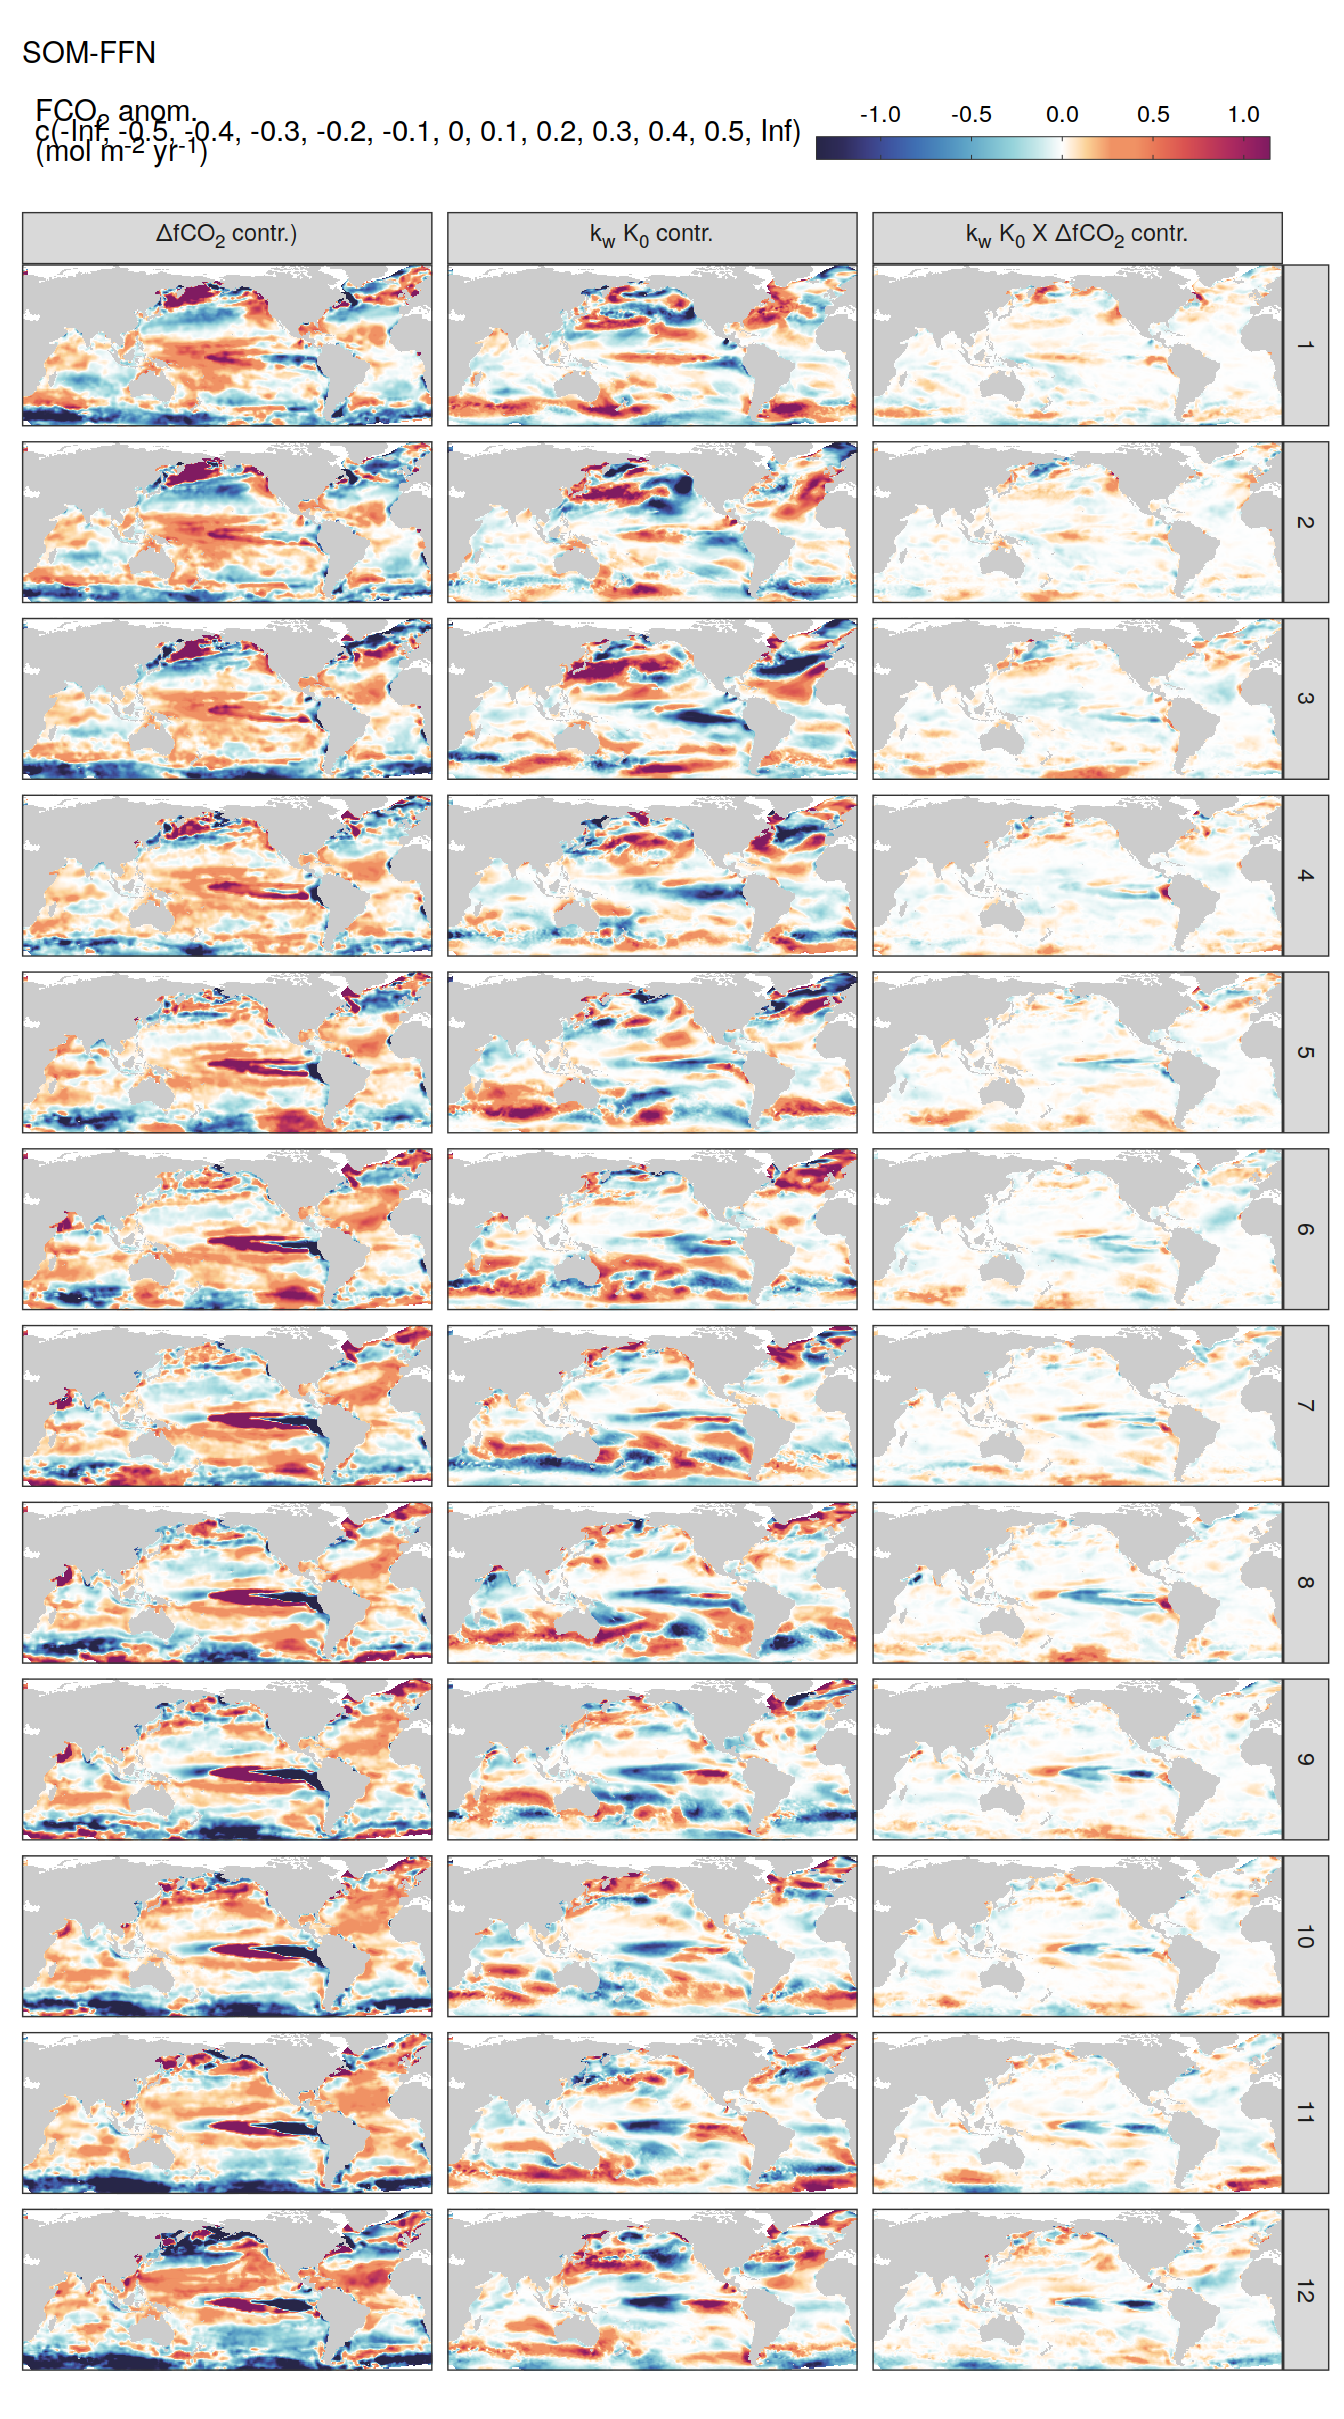 SOM-FFN
FCO₂ anom.
c(-Inf, -0.5, -0.4, -0.3, -0.2, -0.1, 0, 0.1, 0.2, 0.3, 0.4, 0.5, Inf)
(mol m⁻² yr⁻¹)
-1.0 -0.5 0.0 0.5 1.0
ΔfCO₂ contr.)
k_w K₀ contr.
k_w K₀ X ΔfCO₂ contr.
1
2
3
4
5
6
7
8
9
10
11
12